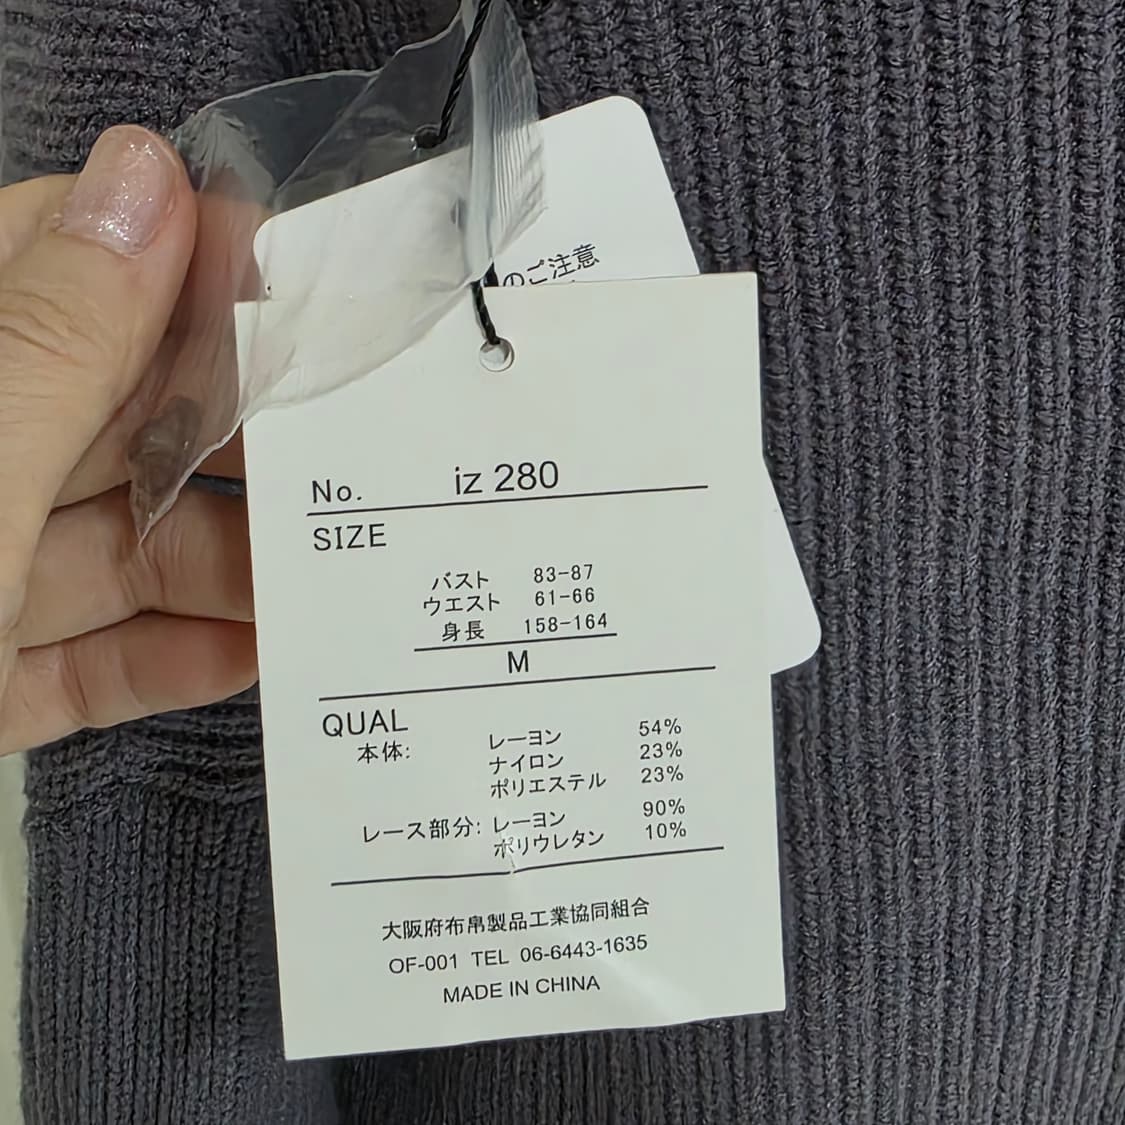 のご注意
No. iz 280
SIZE
バスト 83-87
ウエスト 61-66
身長 158-164
M
QUAL
本体: レーヨン 54%
ナイロン 23%
ポリエステル 23%
レース部分: レーヨン 90%
ポリウレタン 10%
大阪府布帛製品工業協同組合
OF-001 TEL 06-6443-1635
MADE IN CHINA